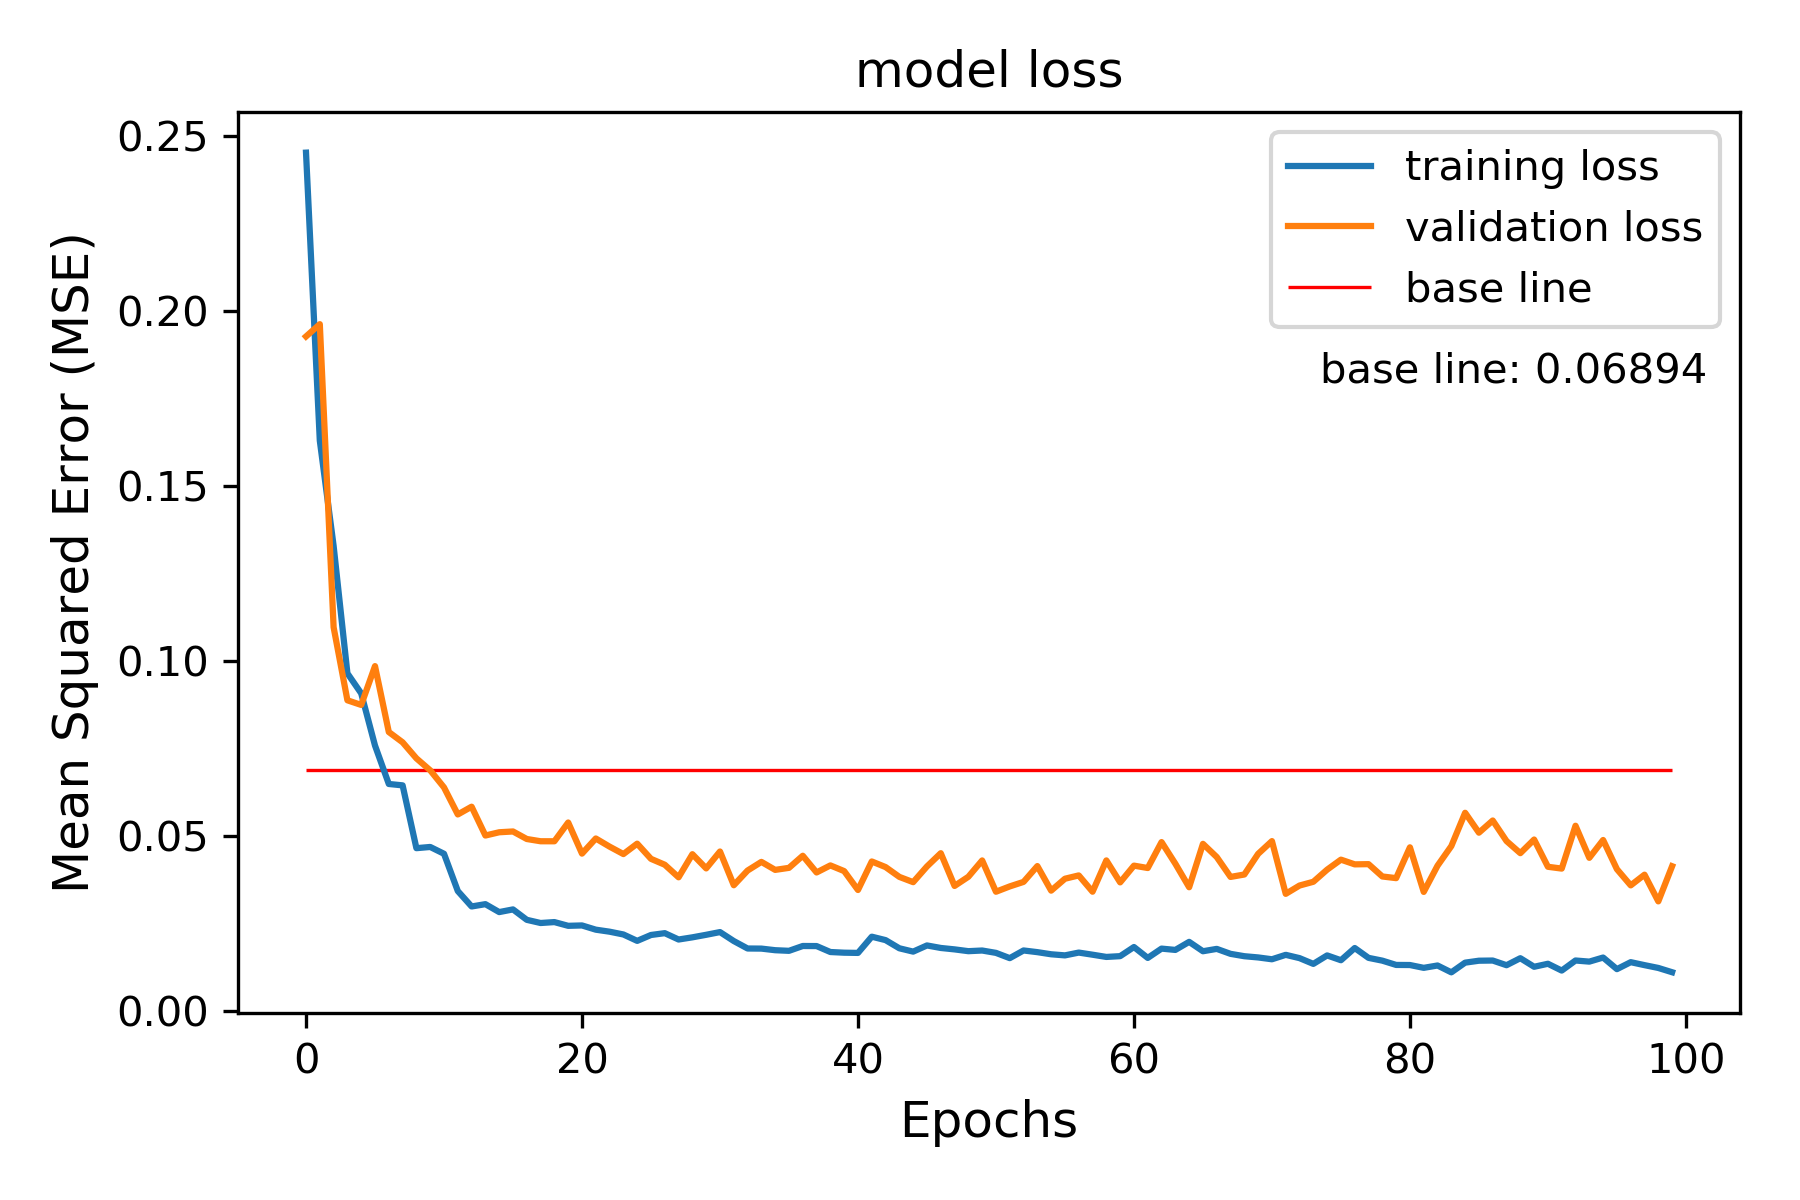 model loss
training loss
validation loss
base line
base line: 0.06894
Mean Squared Error (MSE)
0.25
0.20
0.15
0.10
0.05
0.00
0 20 40 60 80 100
Epochs